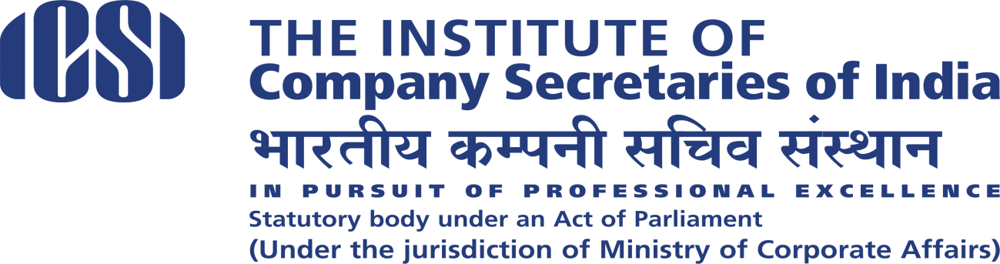 ICSI
THE INSTITUTE OF
Company Secretaries of India
भारतीय कम्पनी सचिव संस्थान
IN PURSUIT OF PROFESSIONAL EXCELLENCE
Statutory body under an Act of Parliament
(Under the jurisdiction of Ministry of Corporate Affairs)